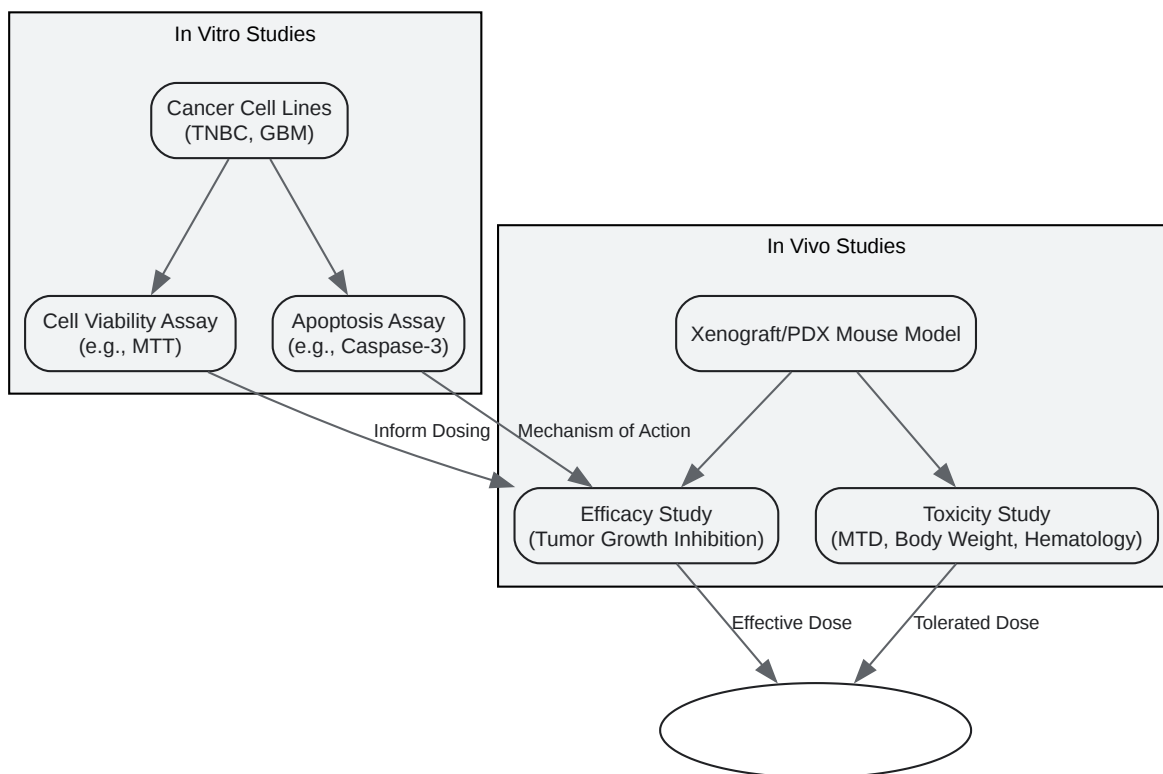 In Vitro Studies
Cancer Cell Lines
(TNBC, GBM)
Cell Viability Assay
(e.g., MTT)
Apoptosis Assay
(e.g., Caspase-3)
In Vivo Studies
Xenograft/PDX Mouse Model
Inform Dosing
Mechanism of Action
Efficacy Study
(Tumor Growth Inhibition)
Toxicity Study
(MTD, Body Weight, Hematology)
Effective Dose
Tolerated Dose